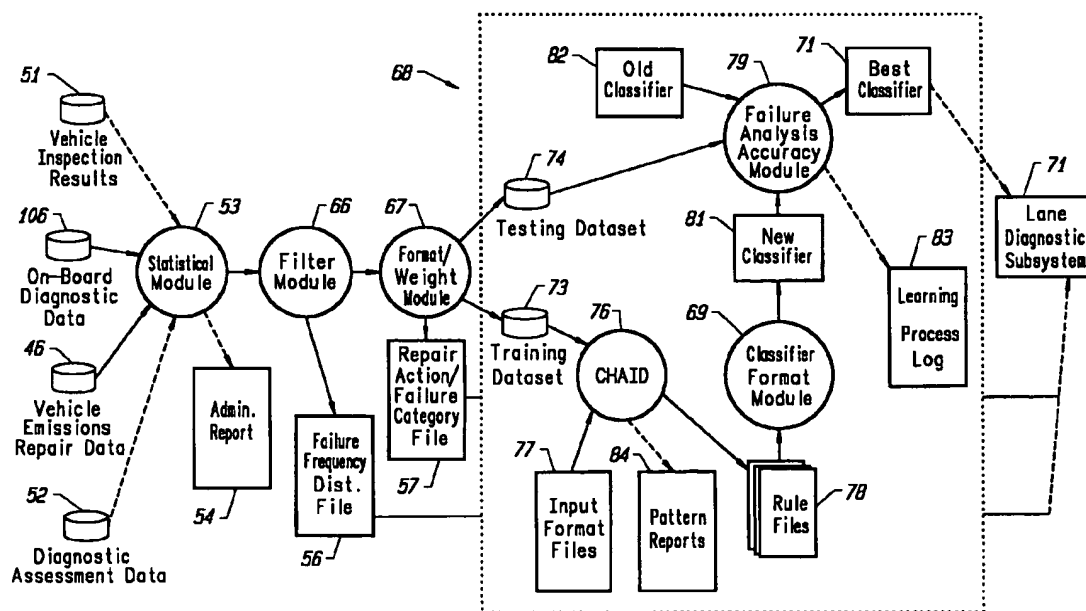 51
Vehicle
Inspection
Results
106
On-Board
Diagnostic
Data
46
Vehicle
Emissions
Repair Data
52
Diagnostic
Assessment Data
53
Statistical
Module
Admin.
Report
54
66
Filter
Module
Failure
Frequency
Dist.
File
56
67
Format/
Weight
Module
Repair
Action/
Failure
Category
File
57
68
74
Testing Dataset
73
Training
Dataset
76
CHAID
77
Input
Format
Files
84
Pattern
Reports
Rule
Files
78
69
Classifier
Format
Module
81
New
Classifier
82
Old
Classifier
79
Failure
Analysis
Accuracy
Module
71
Best
Classifier
83
Learning
Process
Log
71
Lane
Diagnostic
Subsystem